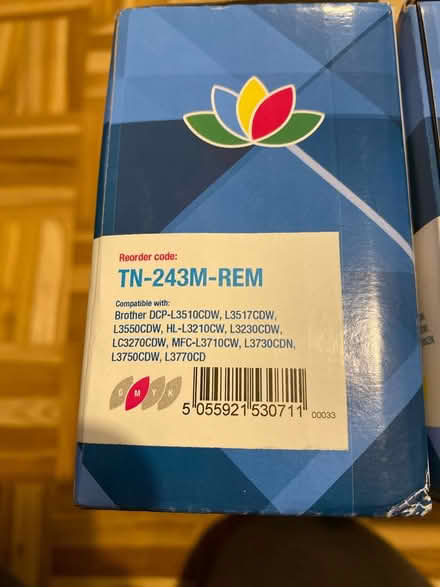 Reorder code:
TN-243M-REM
Compatible with:
Brother DCP-L3510CDW, L3517CDW,
L3550CDW, HL-L3210CW, L3230CDW,
LC3270CDW, MFC-L3710CW, L3730CDN,
L3750CDW, L3770CD
C M Y K
5 055921 530711 00033